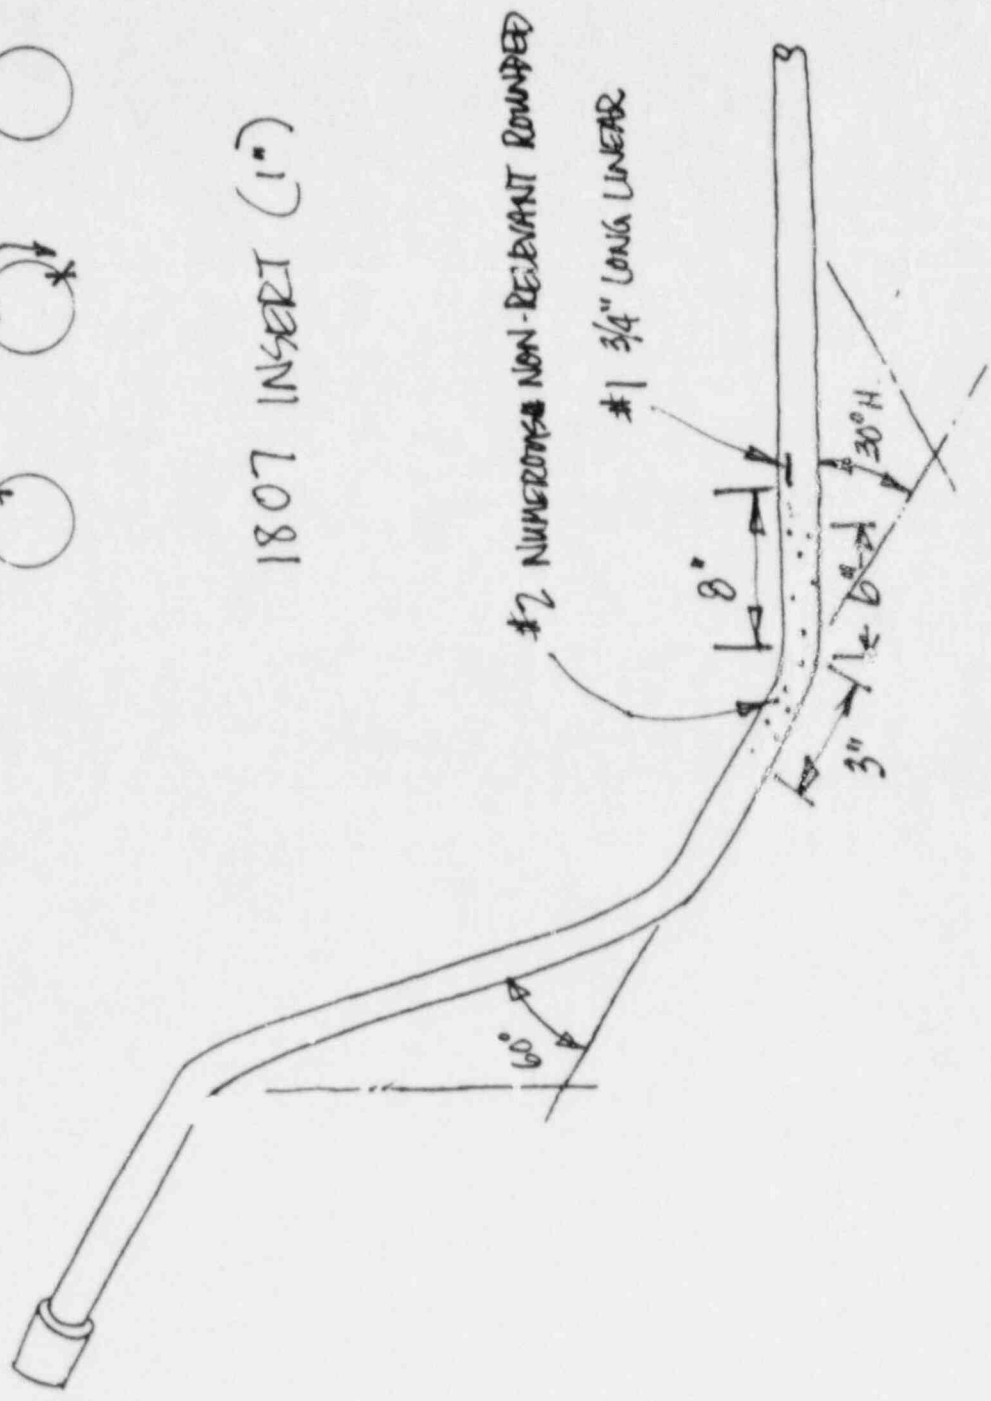 1807 INSERT (1")
#2 NUMEROUS NON-RELEVANT ROUNDED
#1 3/4" LONG LINEAR
8"
30° H.
6"
3"
60°